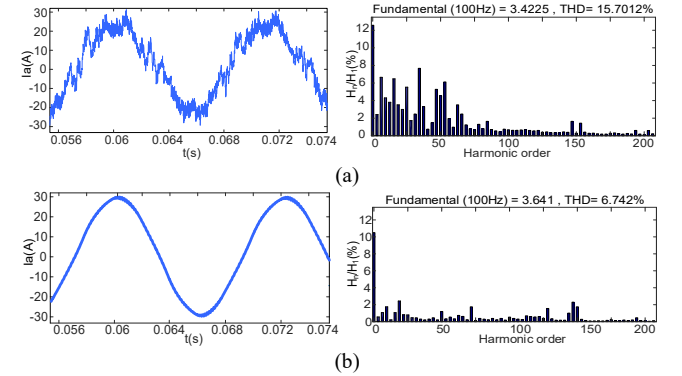 Fundamental (100Hz) = 3.4225 , THD= 15.7012%
30
20
10
0
-10
-20
-30
Ia(A)
0.056 0.06 0.064 0.068 0.072 0.074
t(s)
12
10
8
6
4
2
0
Hn/H1(%)
0 50 100 150 200
Harmonic order
(a)
Fundamental (100Hz) = 3.641 , THD= 6.742%
30
20
10
0
-10
-20
-30
Ia(A)
0.056 0.06 0.064 0.068 0.072 0.074
t(s)
12
10
8
6
4
2
0
Hn/H1(%)
0 50 100 150 200
Harmonic order
(b)